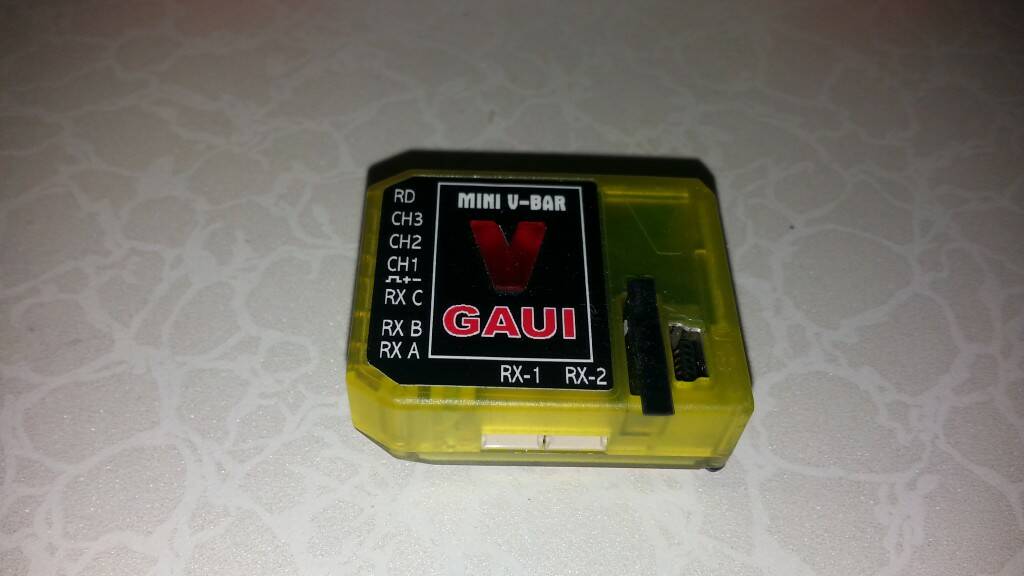 RD
CH3
CH2
CH1
⎍+-
RX C
RX B
RX A
MINI V-BAR
V
GAUI
RX-1 RX-2